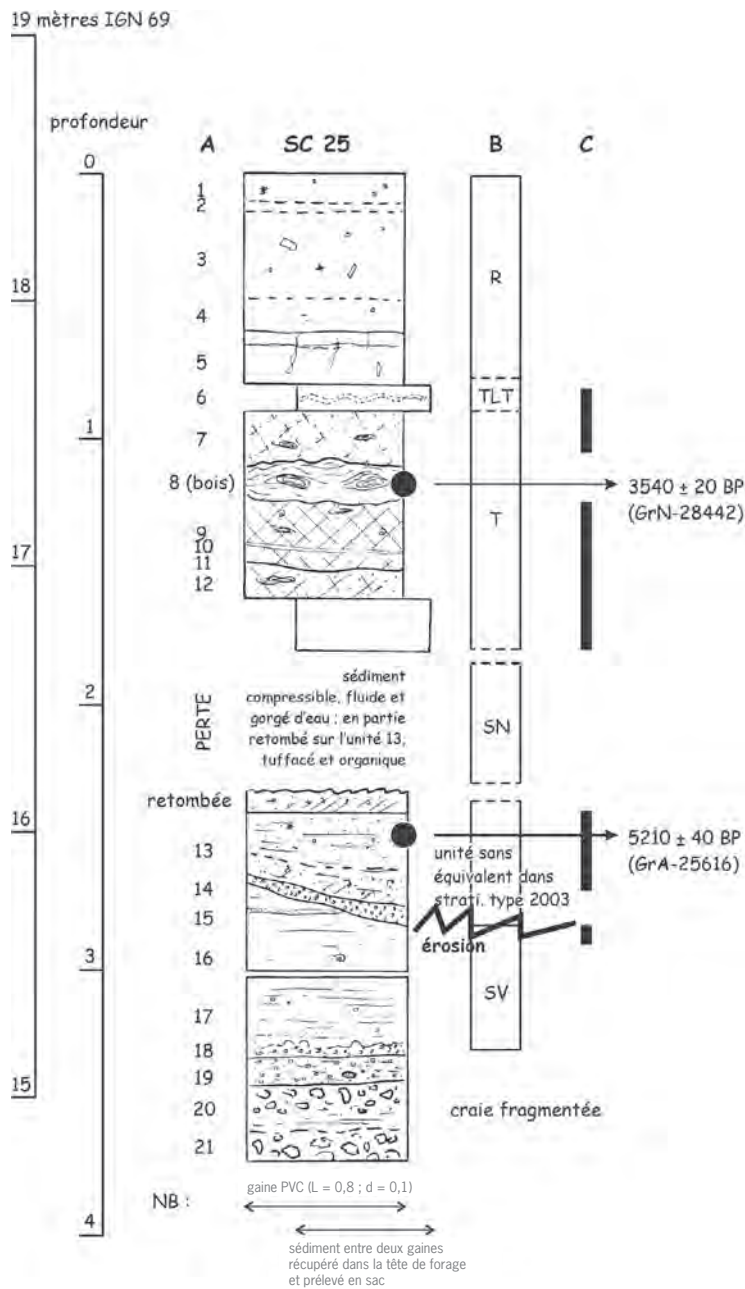 19 mètres IGN 69
profondeur
A SC 25 B C
0
1
2
3
18
R
4
5
6
TLT
1
7
8 (bois)
3540 ± 20 BP
(GrN-28442)
T
9
10
17
11
12
sédiment
compressible, fluide et
gorgé d'eau ; en partie
retombé sur l'unité 13,
tuffacé et organique
2
PERTE
SN
retombée
16
5210 ± 40 BP
(GrA-25616)
13
unité sans
équivalent dans
strati. type 2003
14
15
érosion
16
3
SV
17
18
19
15
20
craie fragmentée
21
gaine PVC (L = 0,8 ; d = 0,1)
NB :
4
sédiment entre deux gaines
récupéré dans la tête de forage
et prélevé en sac